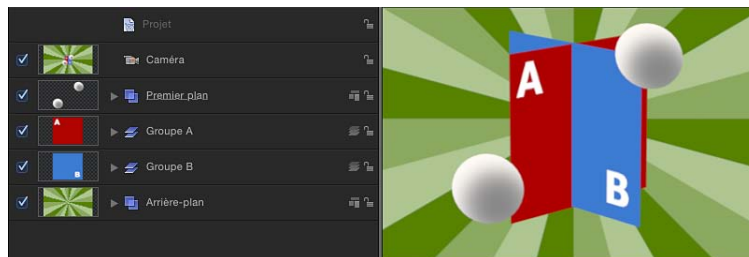 Projet
Caméra
Premier plan
Groupe A
Groupe B
Arrière-plan
A
B
A
B